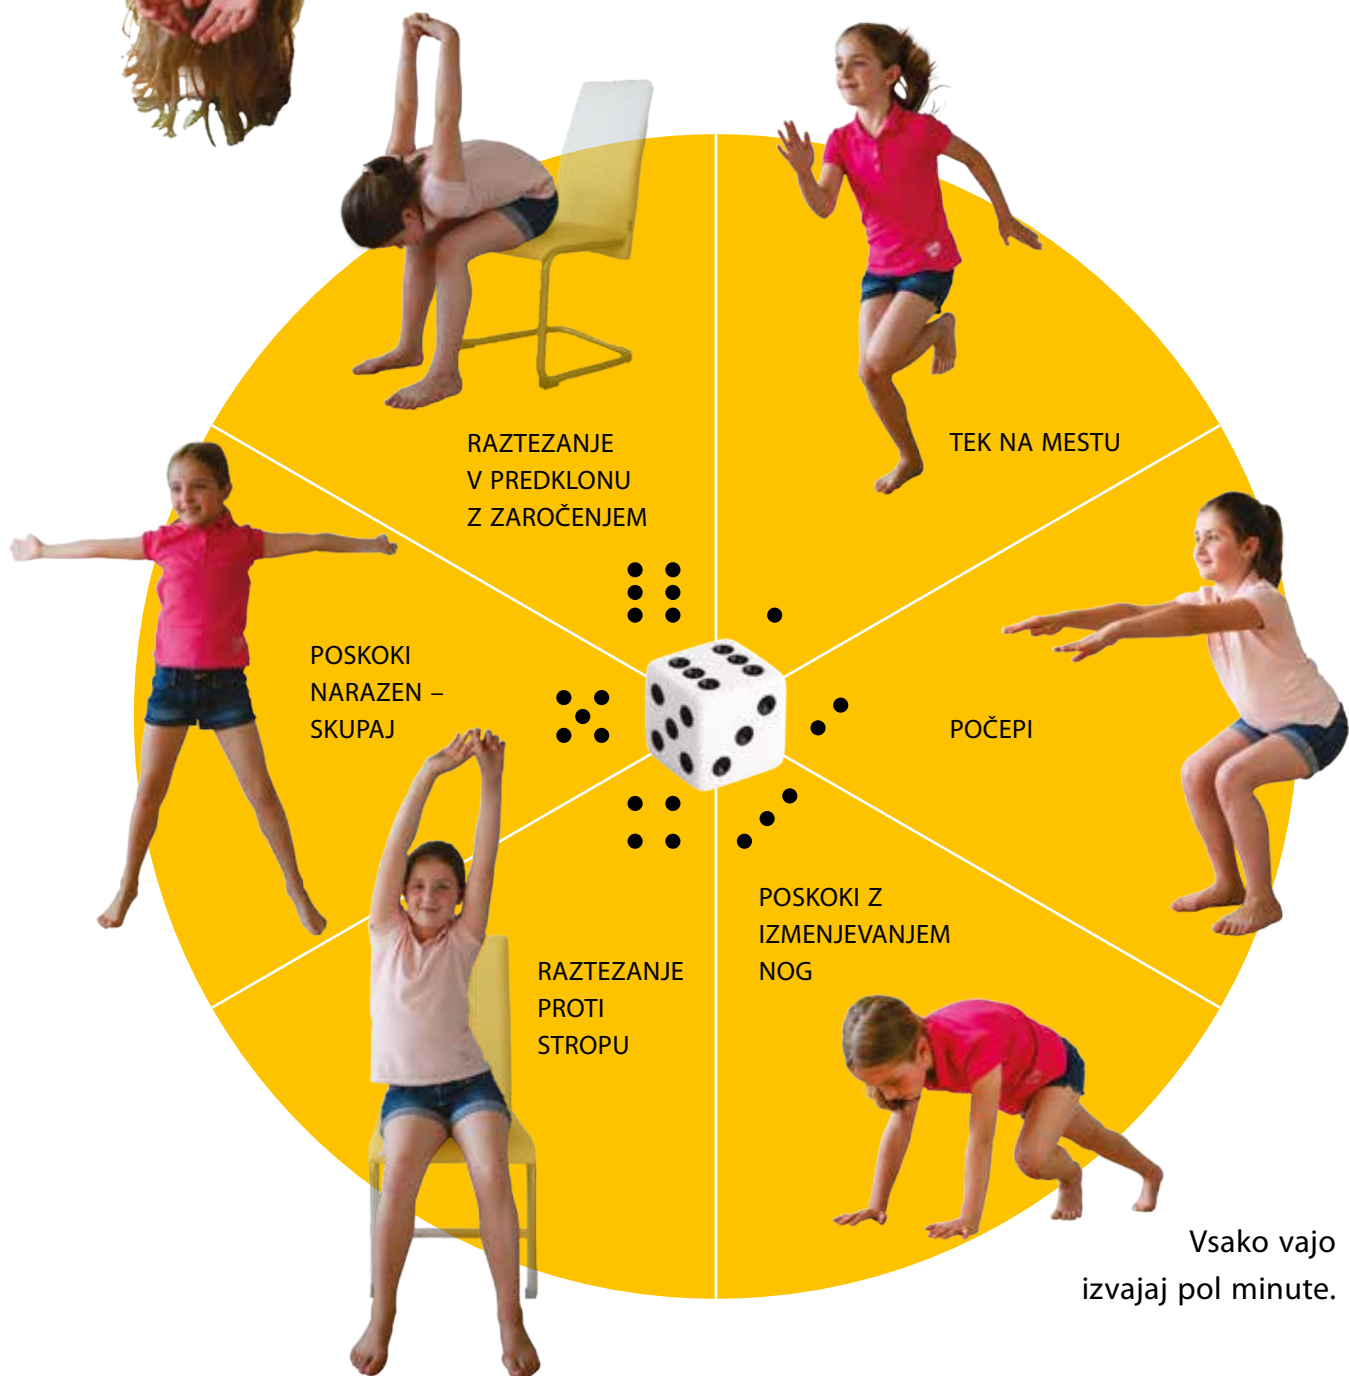 RAZTEZANJE
V PREDKLONU
Z ZAROČENJEM
TEK NA MESTU
POSKOKI
NARAZEN –
SKUPAJ
POČEPI
POSKOKI Z
IZMENJEVANJEM
NOG
RAZTEZANJE
PROTI
STROPU
Vsako vajo
izvajaj pol minute.